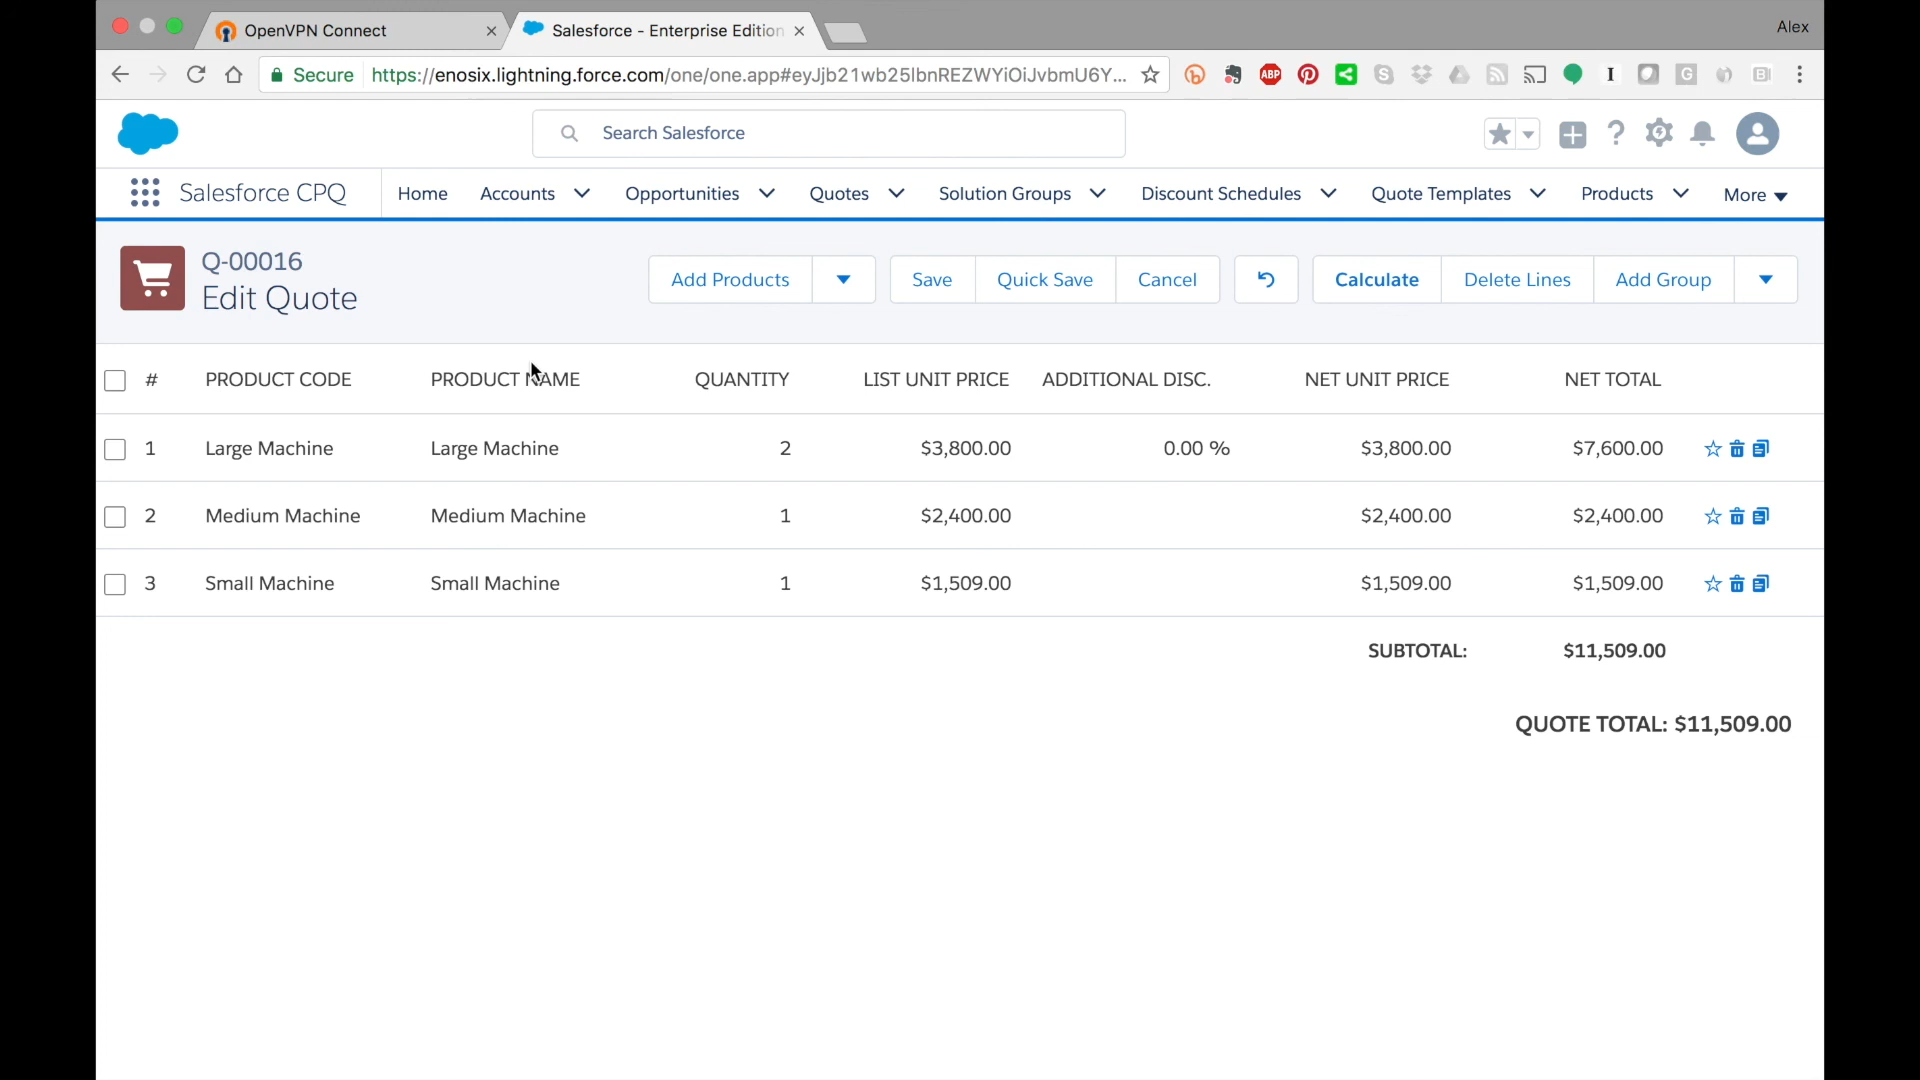 OpenVPN Connect
Salesforce - Enterprise Edition
Alex
Secure https://enosix.lightning.force.com/one/one.app#eyJjb21wb25lbnREZWYiOiJvbmU6Y...
ABP
Search Salesforce
Salesforce CPQ Home Accounts Opportunities Quotes Solution Groups Discount Schedules Quote Templates Products More
Q-00016
Edit Quote
Add Products Save Quick Save Cancel Calculate Delete Lines Add Group
# PRODUCT CODE PRODUCT NAME QUANTITY LIST UNIT PRICE ADDITIONAL DISC. NET UNIT PRICE NET TOTAL
1 Large Machine Large Machine 2 $3,800.00 0.00 % $3,800.00 $7,600.00
2 Medium Machine Medium Machine 1 $2,400.00 $2,400.00 $2,400.00
3 Small Machine Small Machine 1 $1,509.00 $1,509.00 $1,509.00
SUBTOTAL: $11,509.00
QUOTE TOTAL: $11,509.00